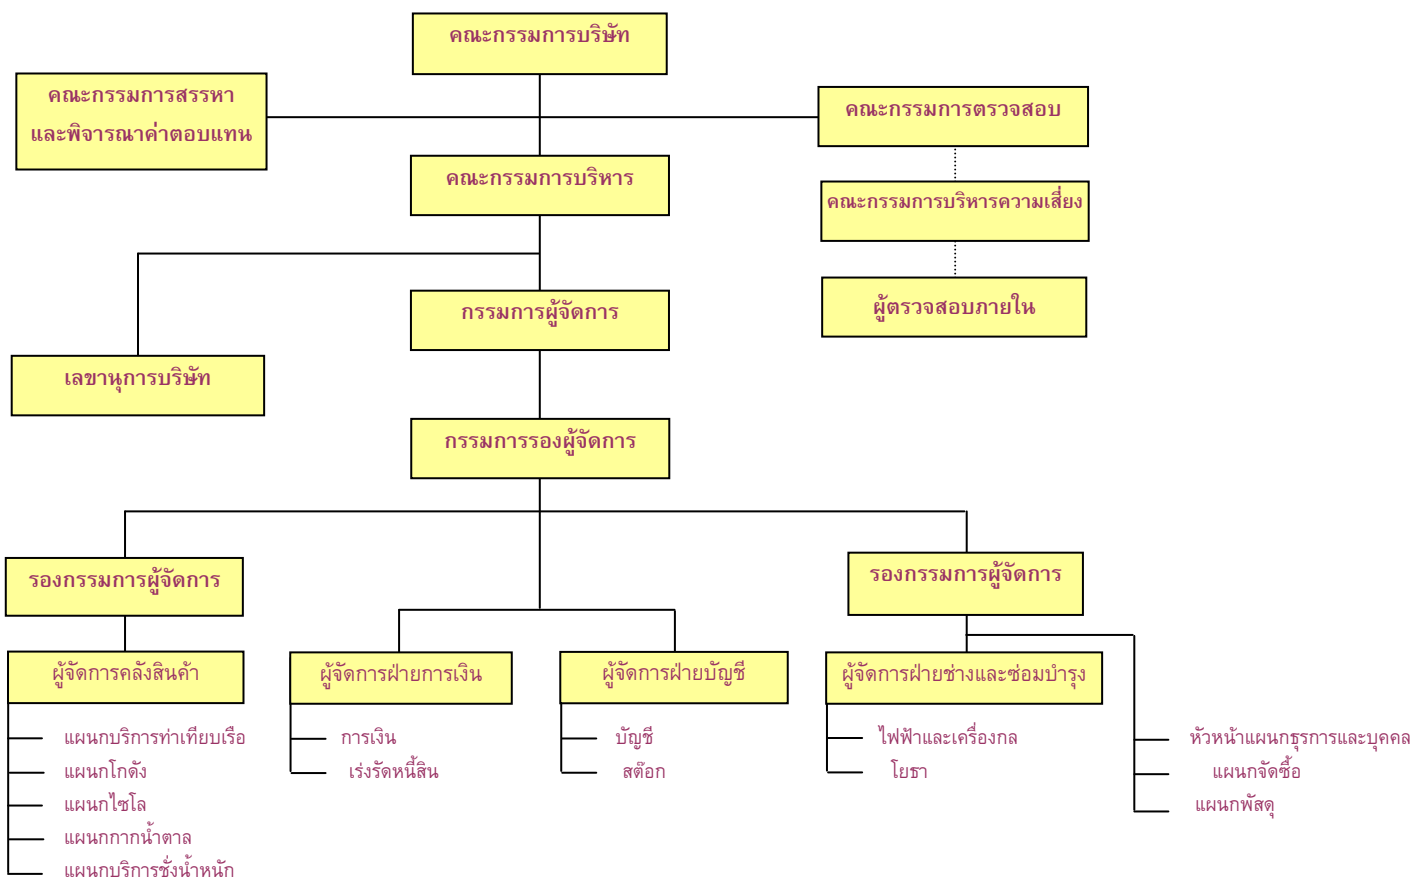 คณะกรรมการบริษัท
คณะกรรมการสรรหา
และพิจารณาค่าตอบแทน
คณะกรรมการตรวจสอบ
คณะกรรมการบริหาร
คณะกรรมการบริหารความเสี่ยง
กรรมการผู้จัดการ
ผู้ตรวจสอบภายใน
เลขานุการบริษัท
กรรมการรองผู้จัดการ
รองกรรมการผู้จัดการ
รองกรรมการผู้จัดการ
ผู้จัดการคลังสินค้า
ผู้จัดการฝ่ายการเงิน
ผู้จัดการฝ่ายบัญชี
ผู้จัดการฝ่ายช่างและซ่อมบำรุง
แผนกบริการท่าเทียบเรือ
แผนกโกดัง
แผนกไซโล
แผนกกากน้ำตาล
แผนกบริการชั่งน้ำหนัก
การเงิน
เร่งรัดหนี้สิน
บัญชี
สต๊อก
ไฟฟ้าและเครื่องกล
โยธา
หัวหน้าแผนกธุรการและบุคคล
แผนกจัดซื้อ
แผนกพัสดุ